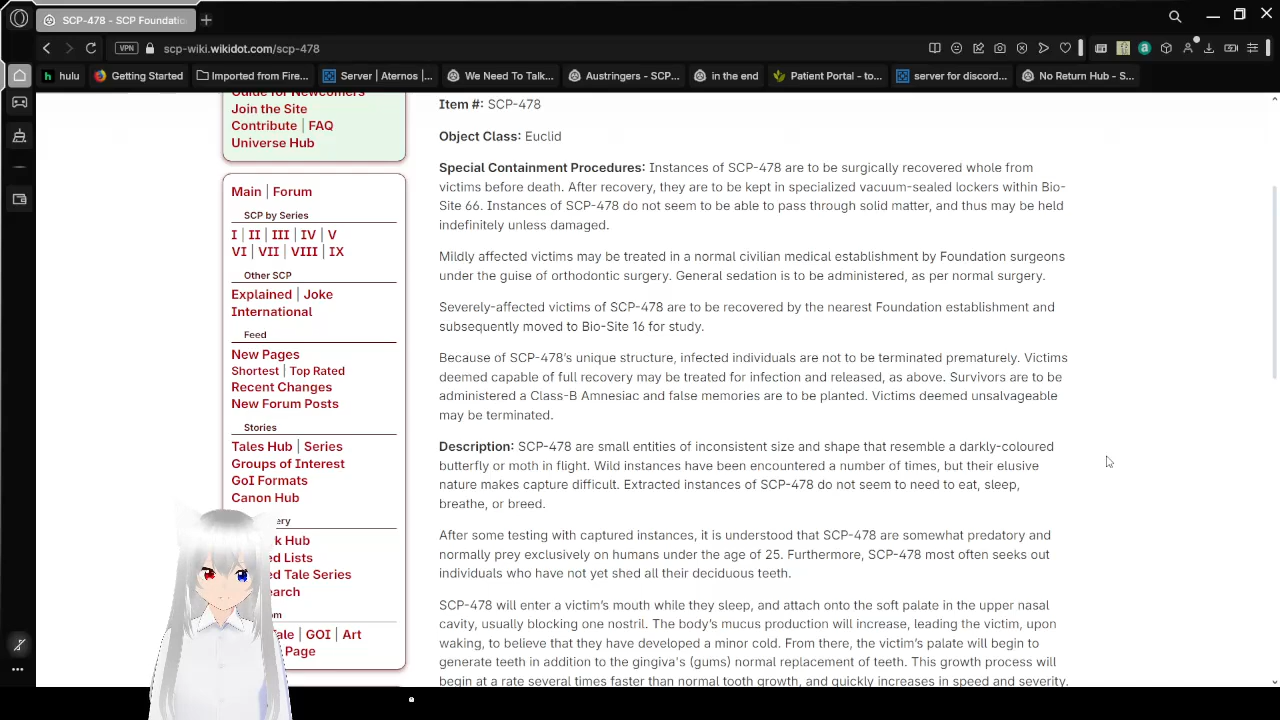 SCP-478 - SCP Foundatio
scp-wiki.wikidot.com/scp-478
VPN
hulu
Getting Started
Imported from Fire...
Server | Aternos |...
We Need To Talk...
Austringers - SCP...
in the end
Patient Portal - to...
server for discord...
No Return Hub - S...
Guide for Newcomers
Join the Site
Contribute | FAQ
Universe Hub
Main | Forum
SCP by Series
I | II | III | IV | V
VI | VII | VIII | IX
Other SCP
Explained | Joke
International
Feed
New Pages
Shortest | Top Rated
Recent Changes
New Forum Posts
Stories
Tales Hub | Series
Groups of Interest
GoI Formats
Canon Hub
ery
k Hub
ed Lists
ed Tale Series
earch
om
ale | GOI | Art
Page
Item #: SCP-478
Object Class: Euclid
Special Containment Procedures: Instances of SCP-478 are to be surgically recovered whole from
victims before death. After recovery, they are to be kept in specialized vacuum-sealed lockers within Bio-
Site 66. Instances of SCP-478 do not seem to be able to pass through solid matter, and thus may be held
indefinitely unless damaged.
Mildly affected victims may be treated in a normal civilian medical establishment by Foundation surgeons
under the guise of orthodontic surgery. General sedation is to be administered, as per normal surgery.
Severely-affected victims of SCP-478 are to be recovered by the nearest Foundation establishment and
subsequently moved to Bio-Site 16 for study.
Because of SCP-478's unique structure, infected individuals are not to be terminated prematurely. Victims
deemed capable of full recovery may be treated for infection and released, as above. Survivors are to be
administered a Class-B Amnesiac and false memories are to be planted. Victims deemed unsalvageable
may be terminated.
Description: SCP-478 are small entities of inconsistent size and shape that resemble a darkly-coloured
butterfly or moth in flight. Wild instances have been encountered a number of times, but their elusive
nature makes capture difficult. Extracted instances of SCP-478 do not seem to need to eat, sleep,
breathe, or breed.
After some testing with captured instances, it is understood that SCP-478 are somewhat predatory and
normally prey exclusively on humans under the age of 25. Furthermore, SCP-478 most often seeks out
individuals who have not yet shed all their deciduous teeth.
SCP-478 will enter a victim's mouth while they sleep, and attach onto the soft palate in the upper nasal
cavity, usually blocking one nostril. The body's mucus production will increase, leading the victim, upon
waking, to believe that they have developed a minor cold. From there, the victim's palate will begin to
generate teeth in addition to the gingiva's (gums) normal replacement of teeth. This growth process will
begin at a rate several times faster than normal tooth growth, and quickly increases in speed and severity.